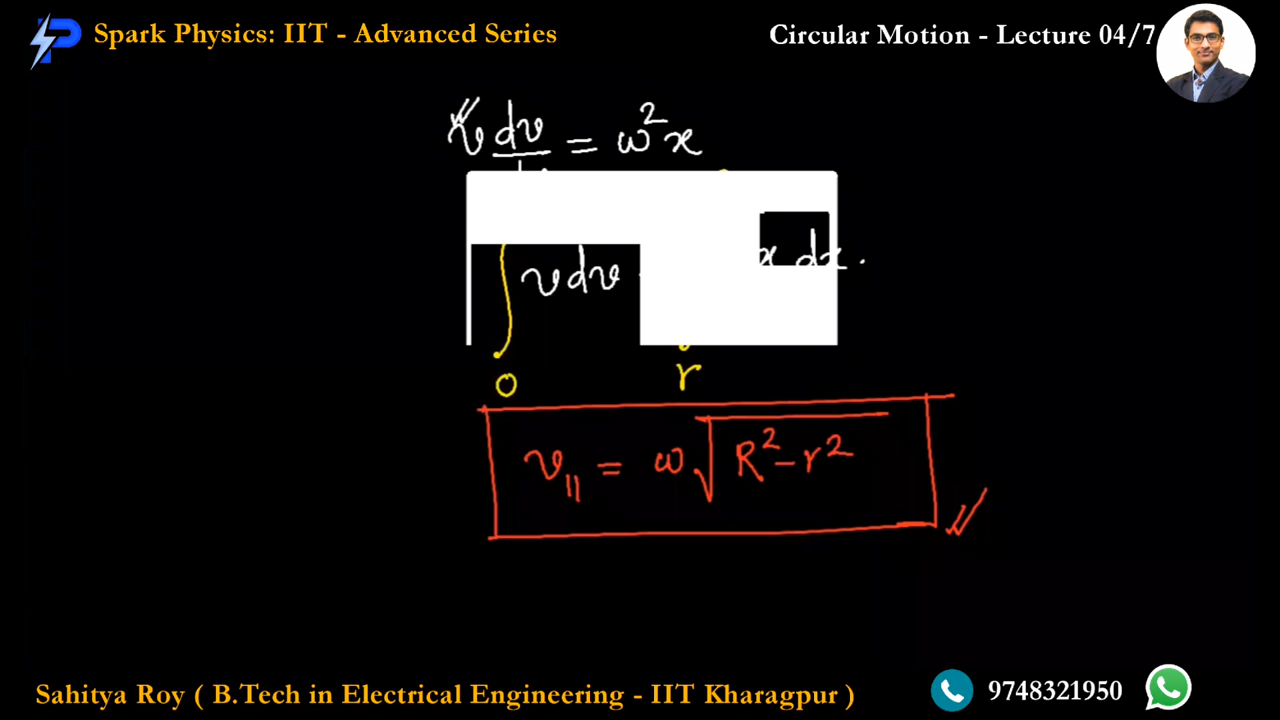 Spark Physics: IIT - Advanced Series
Circular Motion - Lecture 04/7
v dv = ω²x
∫ v dv
x dx.
0
r
v∥ = ω√(R² - r²)
Sahitya Roy ( B.Tech in Electrical Engineering - IIT Kharagpur )
9748321950